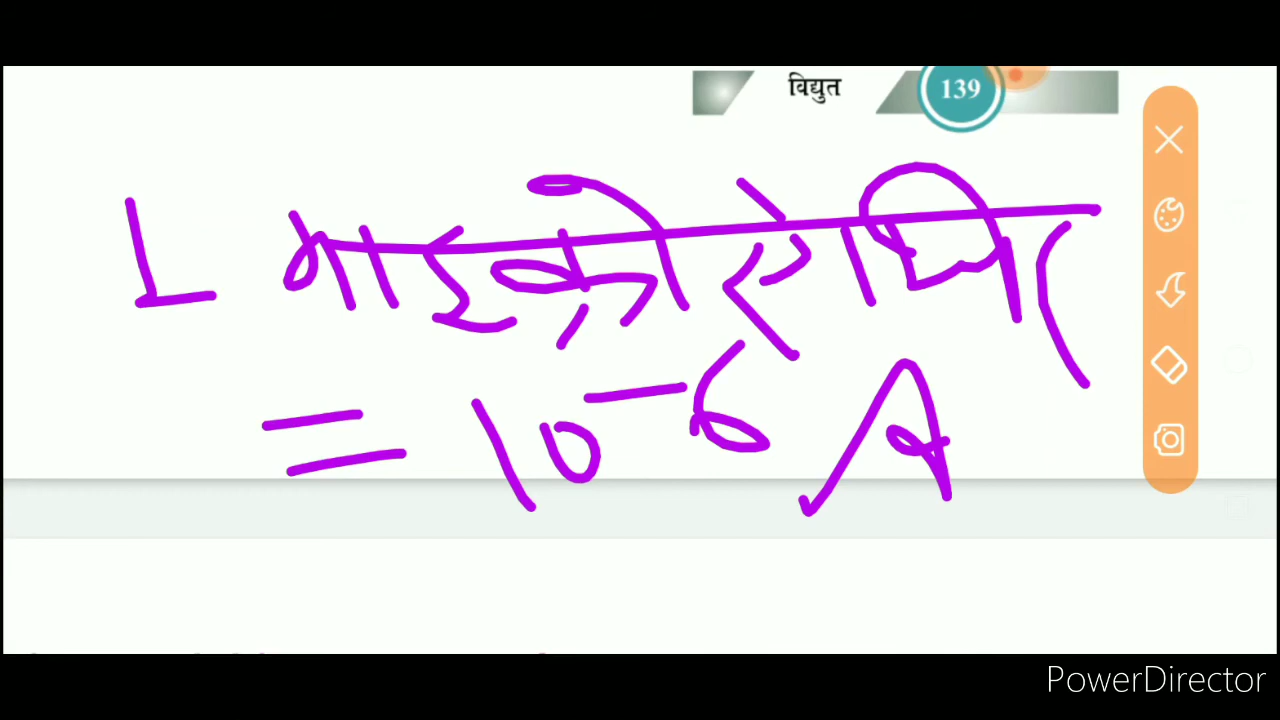 विद्युत 139
1 माइक्रोएम्पियर
= 10⁻⁶ A
PowerDirector